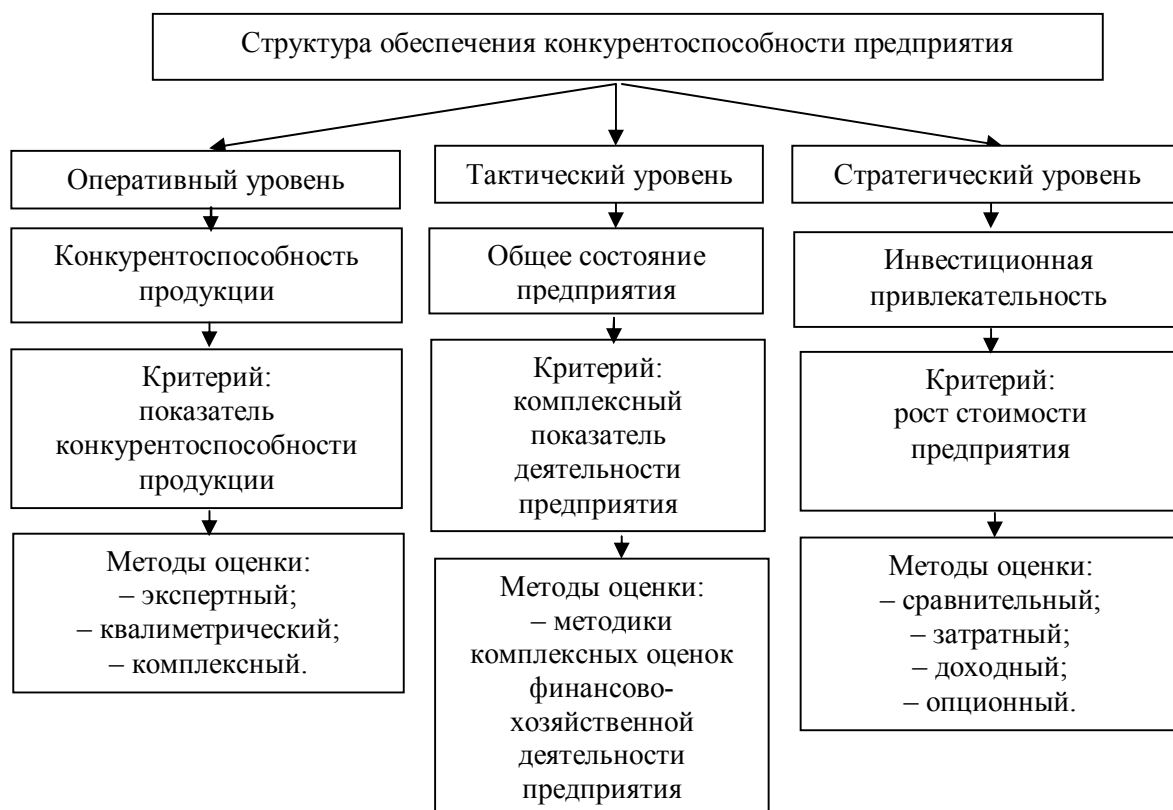 Структура обеспечения конкурентоспособности предприятия
Оперативный уровень
Тактический уровень
Стратегический уровень
Конкурентоспособность
продукции
Общее состояние
предприятия
Инвестиционная
привлекательность
Критерий:
показатель
конкурентоспособности
продукции
Критерий:
комплексный
показатель
деятельности
предприятия
Критерий:
рост стоимости
предприятия
Методы оценки:
– экспертный;
– квалиметрический;
– комплексный.
Методы оценки:
– методики
комплексных оценок
финансово-
хозяйственной
деятельности
предприятия
Методы оценки:
– сравнительный;
– затратный;
– доходный;
– опционный.